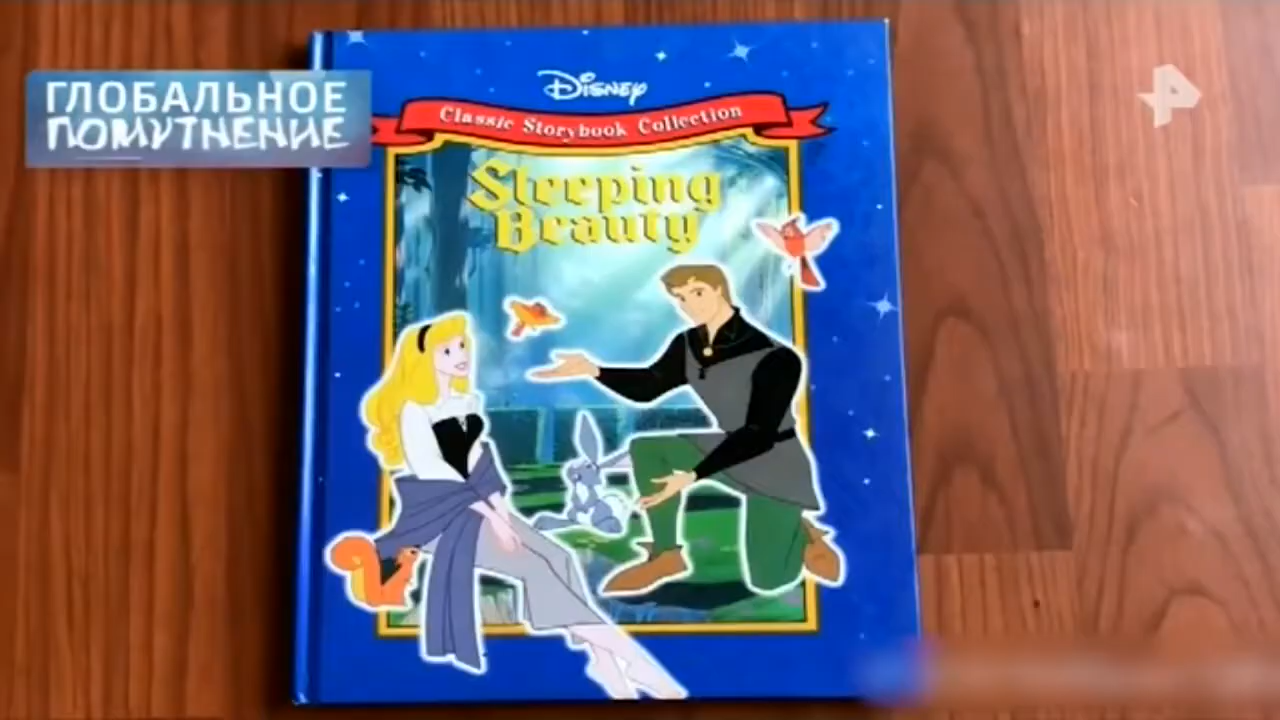 ГЛОБАЛЬНОЕ
ПОМУТНЕНИЕ
Disney
Classic Storybook Collection
Sleeping
Beauty